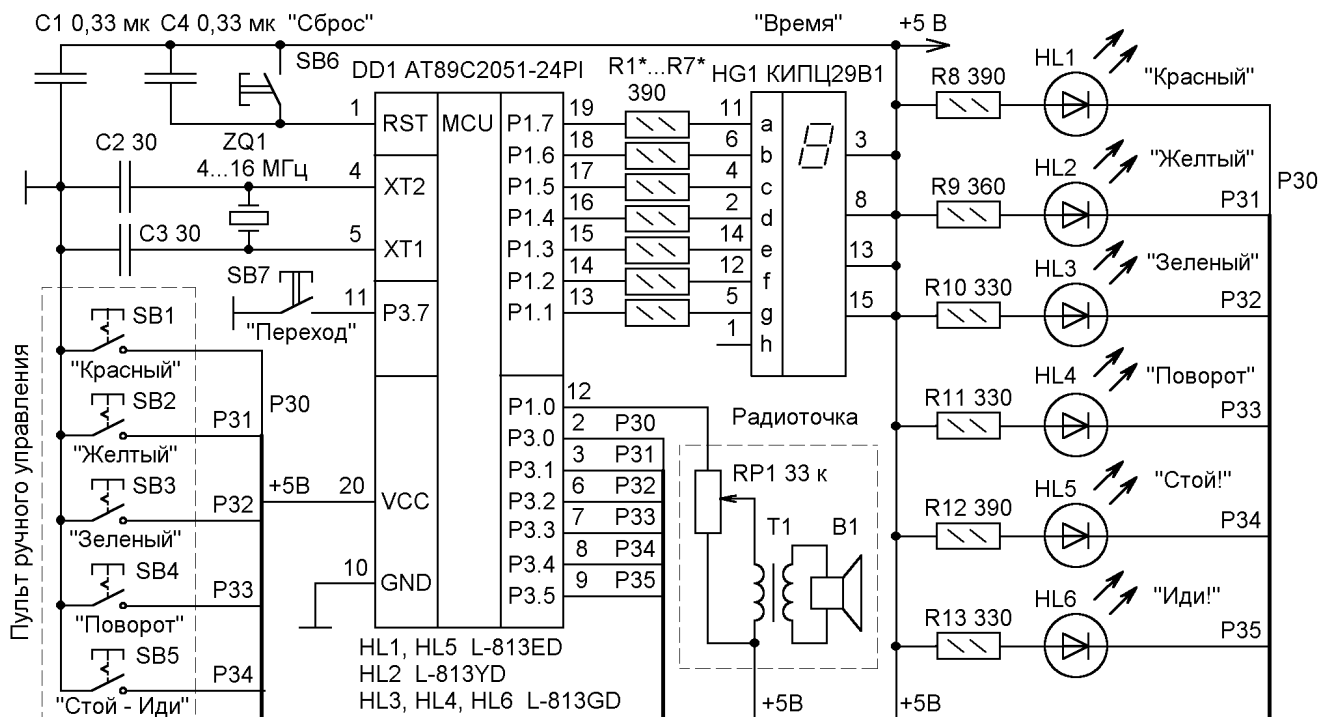 C1 0,33 мк C4 0,33 мк "Сброс"
SB6
DD1 AT89C2051-24PI
R1*...R7*
390
"Время"
HG1 КИПЦ29В1
+5 В
1
RST
MCU
C2 30
ZQ1
4...16 МГц
4
XT2
C3 30
5
XT1
SB7
11
P3.7
"Переход"
P1.7
19
P1.6
18
P1.5
17
P1.4
16
P1.3
15
P1.2
14
P1.1
13
11
a
6
b
4
c
2
d
14
e
12
f
5
g
1
h
3
8
13
15
R8 390
HL1
"Красный"
P30
R9 360
HL2
"Желтый"
P31
R10 330
HL3
"Зеленый"
P32
R11 330
HL4
"Поворот"
P33
R12 390
HL5
"Стой!"
P34
R13 330
HL6
"Иди!"
P35
Пульт ручного управления
SB1
"Красный"
P30
SB2
P31
"Желтый"
SB3
P32
"Зеленый"
SB4
P33
"Поворот"
SB5
P34
"Стой - Иди"
+5В
20
VCC
10
GND
P1.0
12
P3.0
2
P30
P3.1
3
P31
P3.2
6
P32
P3.3
7
P33
P3.4
8
P34
P3.5
9
P35
Радиоточка
RP1 33 к
T1
B1
+5В
+5В
HL1, HL5 L-813ED
HL2 L-813YD
HL3, HL4, HL6 L-813GD